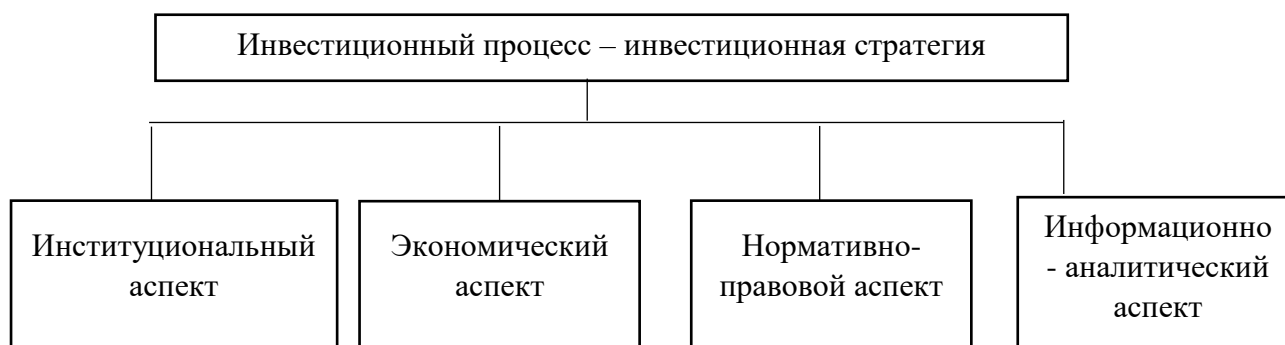 Инвестиционный процесс – инвестиционная стратегия
Институциональный
аспект
Экономический
аспект
Нормативно-
правовой аспект
Информационно
- аналитический
аспект